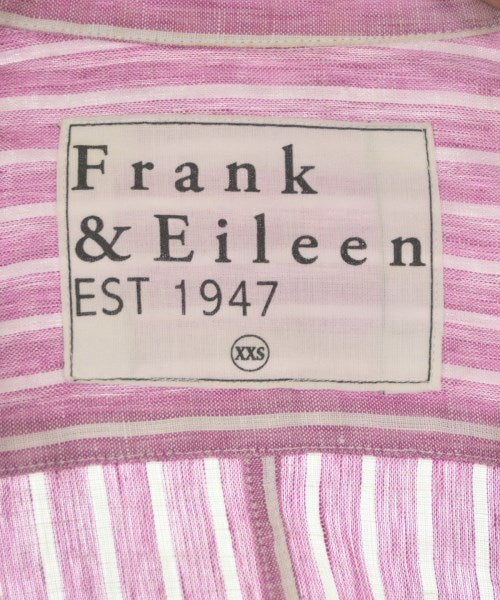 Frank
& Eileen
EST 1947
XXS